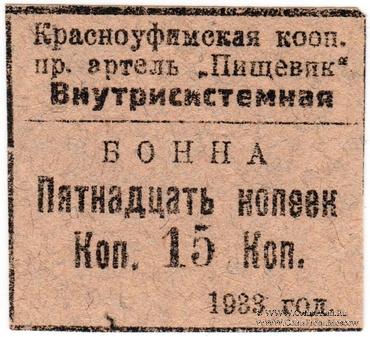 Красноуфимская кооп.
пр. артель „Пищевик“
Внутрисистемная
БОННА
Пятнадцать копеек
Коп. 15 Коп.
1933 год.